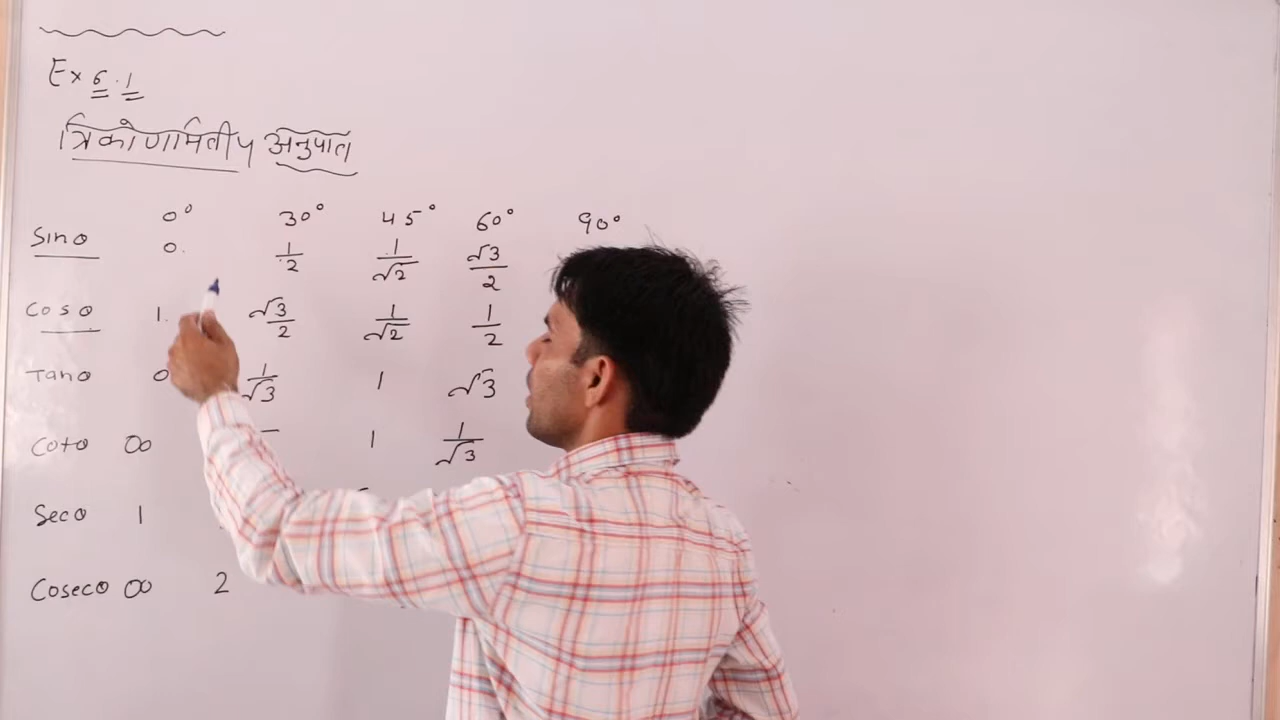 Ex 6.1
त्रिकोणमितीय अनुपात
0° 30° 45° 60° 90°
Sinθ 0 1/2 1/√2 √3/2
Cosθ 1 √3/2 1/√2 1/2
Tanθ 0 1/√3 1 √3
Cotθ ∞ 1 1/√3
Secθ 1
Cosecθ ∞ 2